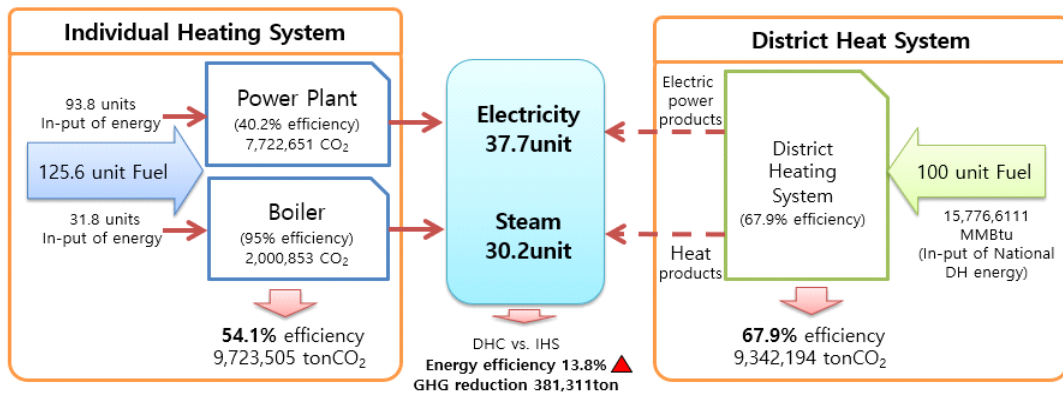 Individual Heating System
93.8 units
In-put of energy
125.6 unit Fuel
31.8 units
In-put of energy
Power Plant
(40.2% efficiency)
7,722,651 CO₂
Boiler
(95% efficiency)
2,000,853 CO₂
54.1% efficiency
9,723,505 tonCO₂
Electricity
37.7unit
Steam
30.2unit
DHC vs. IHS
Energy efficiency 13.8%
GHG reduction 381,311ton
District Heat System
Electric
power
products
Heat
products
District
Heating
System
(67.9% efficiency)
100 unit Fuel
15,776,6111
MMBtu
(In-put of National
DH energy)
67.9% efficiency
9,342,194 tonCO₂